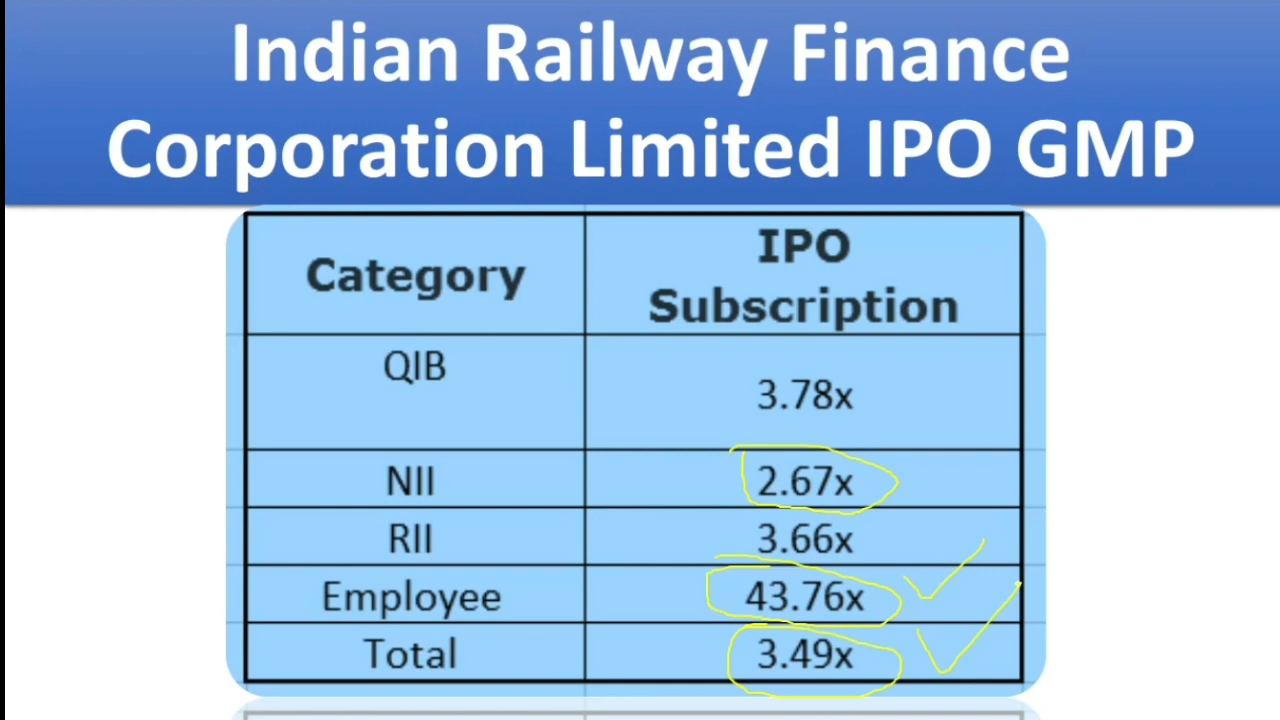 Indian Railway Finance
Corporation Limited IPO GMP
Category
IPO
Subscription
QIB
3.78x
NII
2.67x
RII
3.66x
Employee
43.76x
Total
3.49x